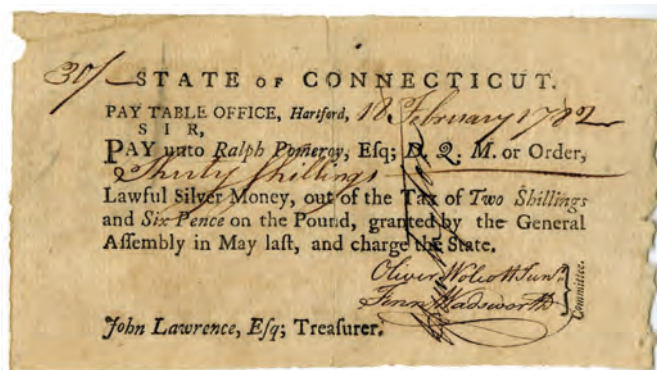 30/ STATE OF CONNECTICUT.
PAY TABLE OFFICE, Hartford, 18 February 1782
SIR,
PAY unto Ralph Pomeroy, Esq; D. Q. M. or Order,
Thirty Shillings
Lawful Silver Money, out of the Tax of Two Shillings
and Six Pence on the Pound, granted by the General
Aſſembly in May laſt, and charge the State.
Oliver Wolcott Junr.
Fenn Wadsworth
Committee.
John Lawrence, Eſq; Treaſurer.